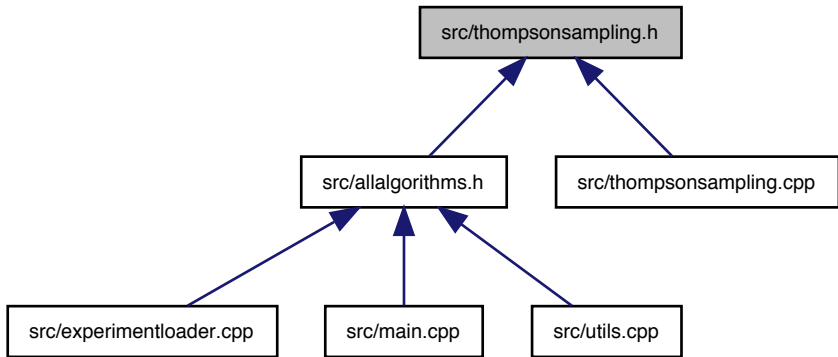 src/thompsonsampling.h
src/allalgorithms.h
src/thompsonsampling.cpp
src/experimentloader.cpp
src/main.cpp
src/utils.cpp